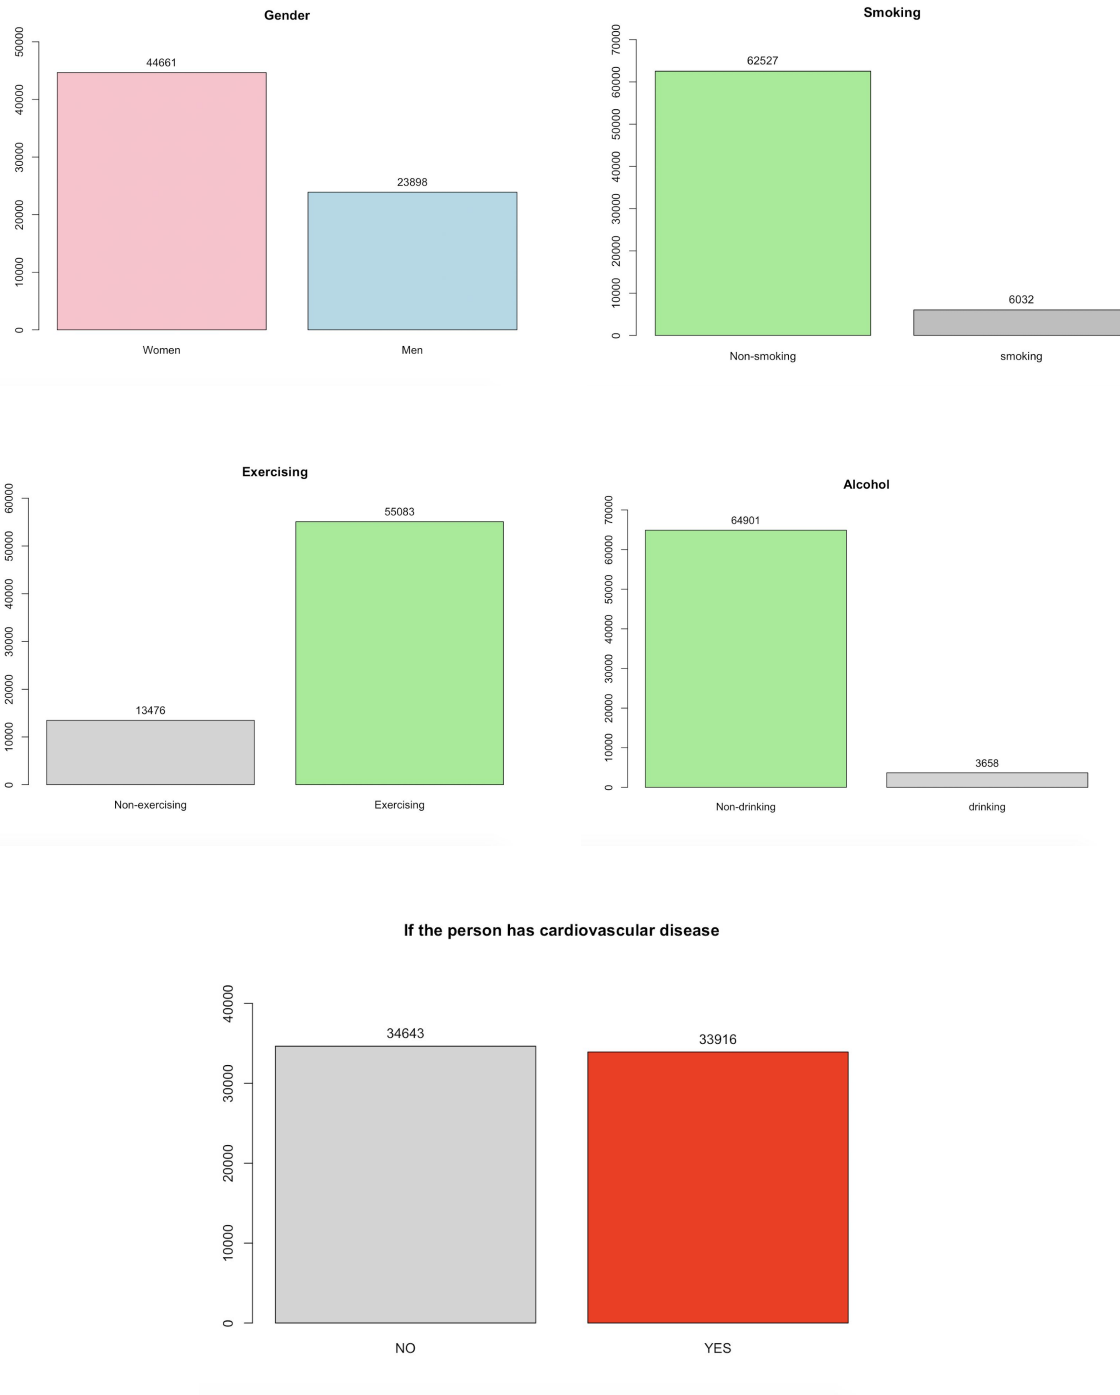 Gender
50000
40000
30000
20000
10000
0
44661
23898
Women
Men
Smoking
70000
60000
50000
40000
30000
20000
10000
0
62527
6032
Non-smoking
smoking
Exercising
60000
50000
40000
30000
20000
10000
0
13476
55083
Non-exercising
Exercising
Alcohol
70000
60000
50000
40000
30000
20000
10000
0
64901
3658
Non-drinking
drinking
If the person has cardiovascular disease
40000
30000
20000
10000
0
34643
33916
NO
YES